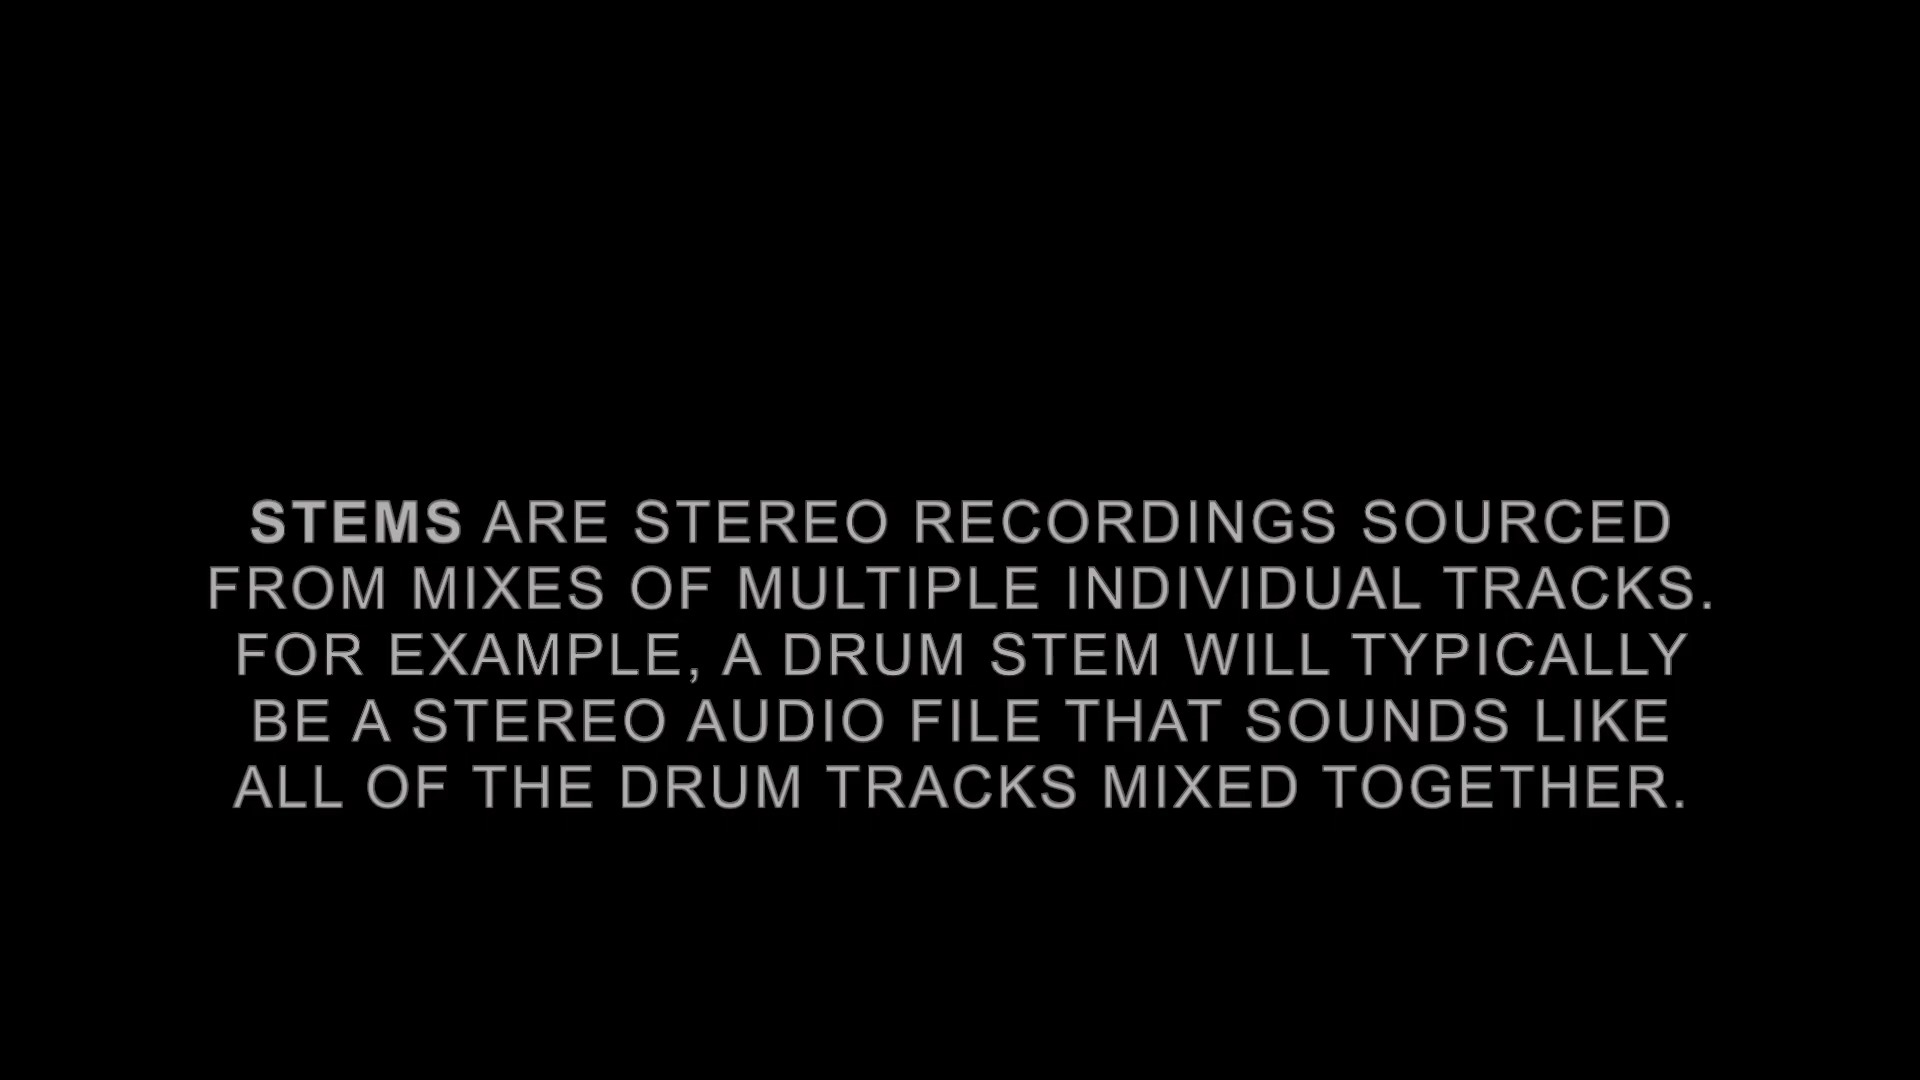 STEMS ARE STEREO RECORDINGS SOURCED
FROM MIXES OF MULTIPLE INDIVIDUAL TRACKS.
FOR EXAMPLE, A DRUM STEM WILL TYPICALLY
BE A STEREO AUDIO FILE THAT SOUNDS LIKE
ALL OF THE DRUM TRACKS MIXED TOGETHER.